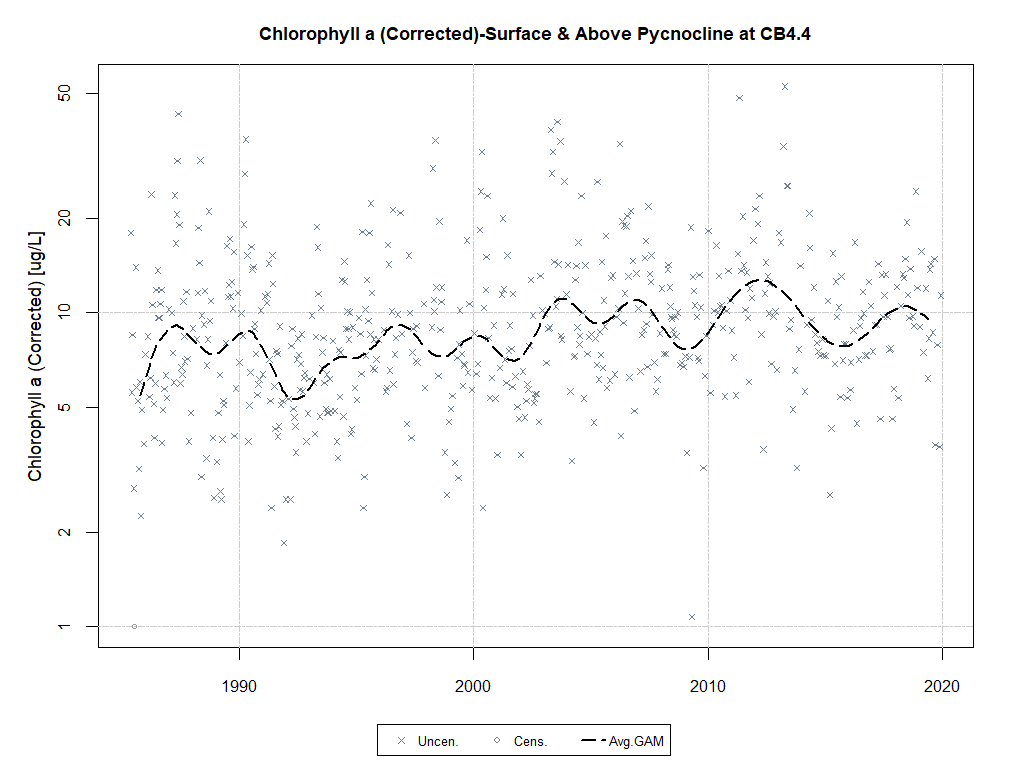 Chlorophyll a (Corrected)-Surface & Above Pycnocline at CB4.4
Chlorophyll a (Corrected) [ug/L]
50
20
10
5
2
1
1990 2000 2010 2020
Uncen. Cens. Avg.GAM